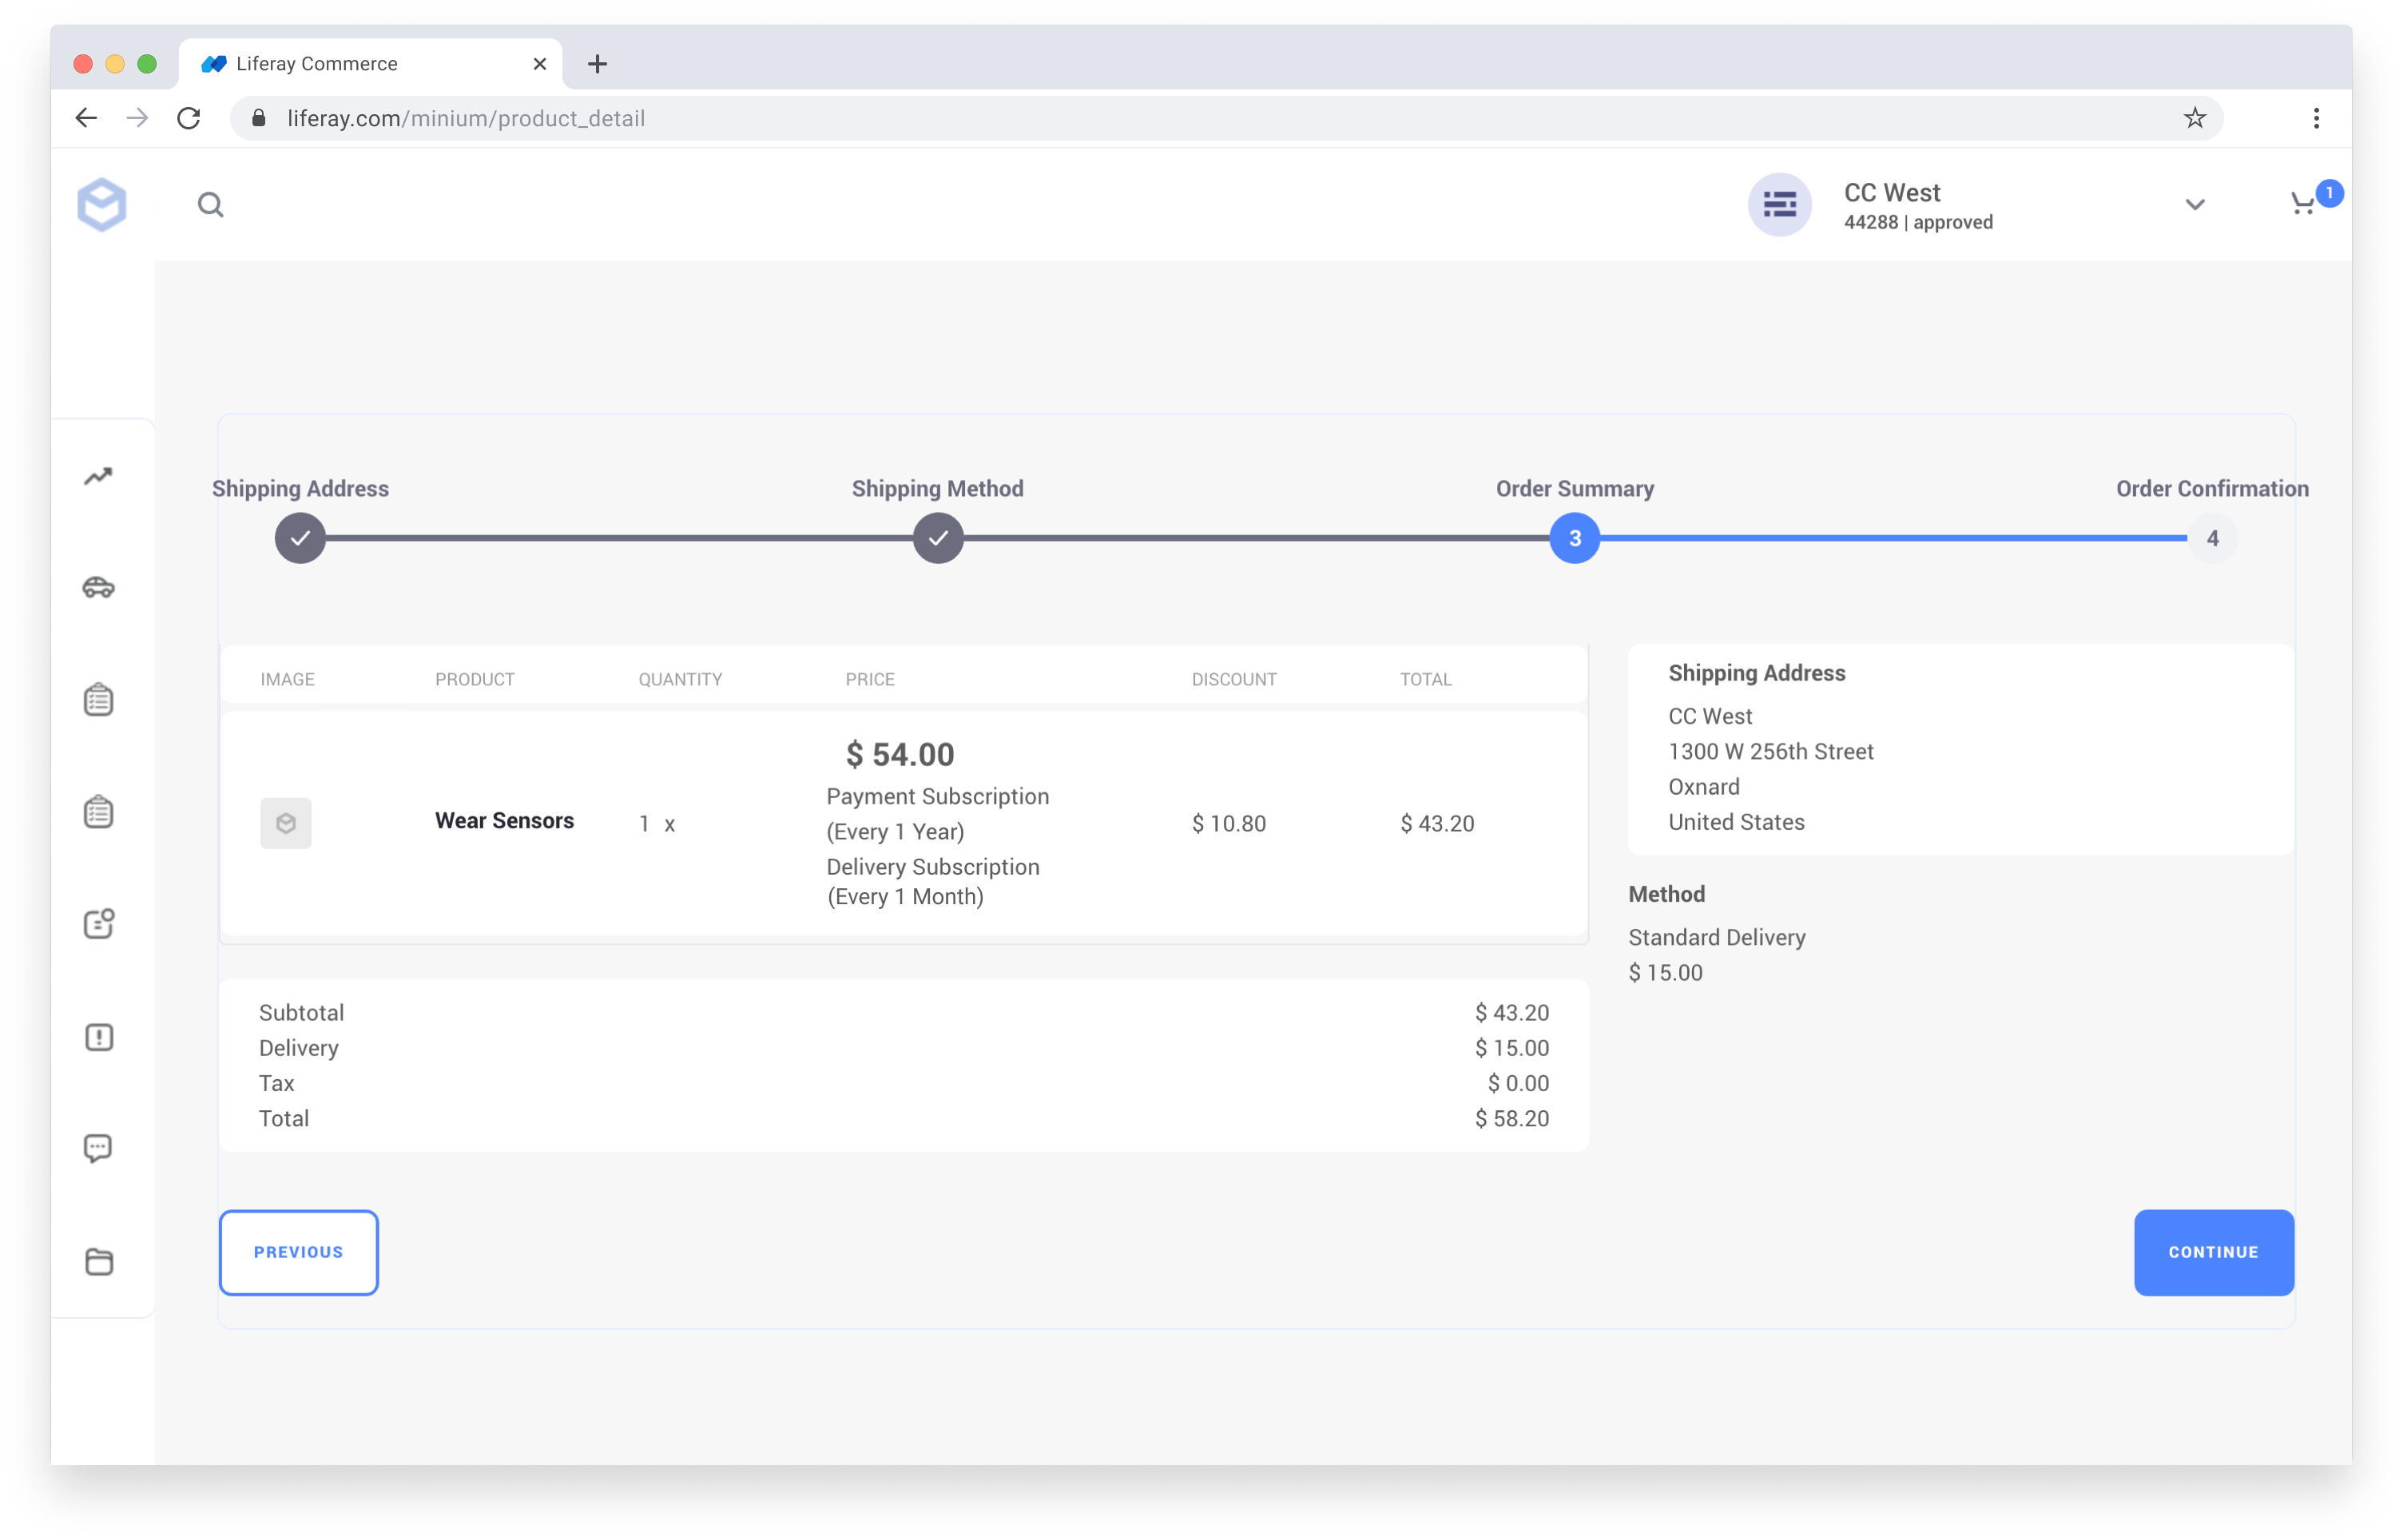 Liferay Commerce
liferay.com/minium/product_detail
CC West
44288 | approved
1
Shipping Address
Shipping Method
Order Summary
Order Confirmation
3
4
IMAGE PRODUCT QUANTITY PRICE DISCOUNT TOTAL
$ 54.00
Payment Subscription
(Every 1 Year)
Delivery Subscription
(Every 1 Month)
Wear Sensors
1 x
$ 10.80
$ 43.20
Subtotal $ 43.20
Delivery $ 15.00
Tax $ 0.00
Total $ 58.20
Shipping Address
CC West
1300 W 256th Street
Oxnard
United States
Method
Standard Delivery
$ 15.00
PREVIOUS
CONTINUE